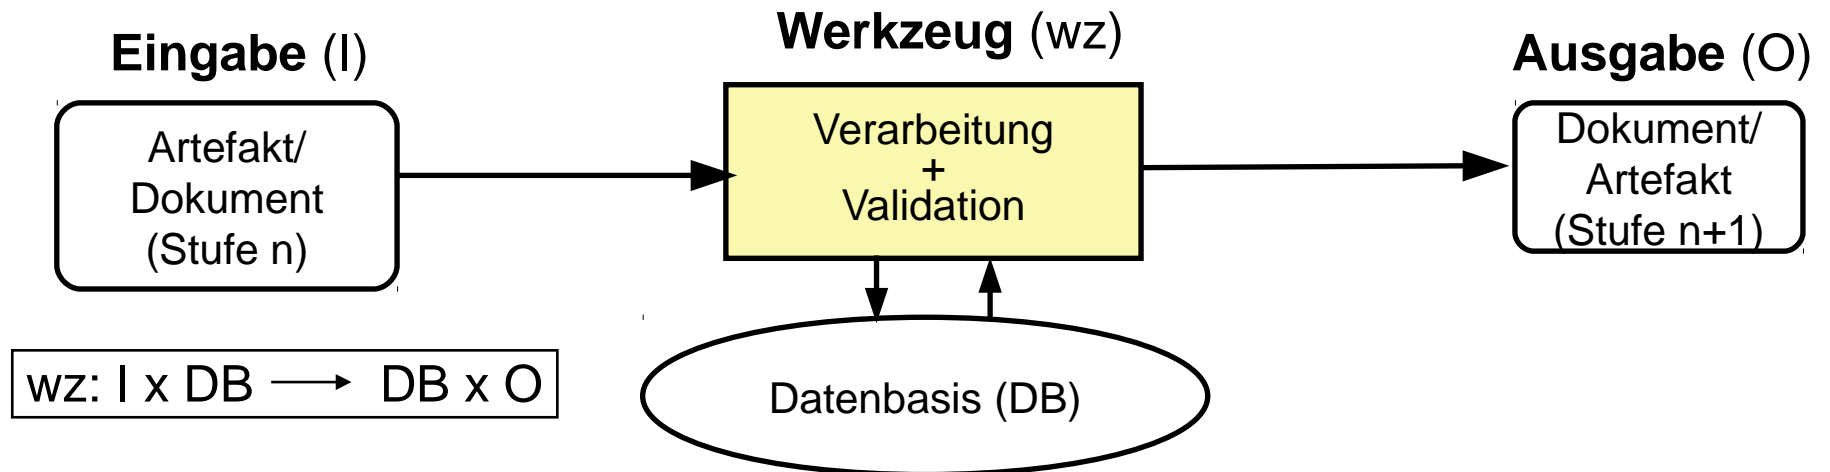 Eingabe (I)
Werkzeug (wz)
Ausgabe (O)
Artefakt/
Dokument
(Stufe n)
Verarbeitung
+
Validation
Dokument/
Artefakt
(Stufe n+1)
wz: I x DB ⟶ DB x O
Datenbasis (DB)